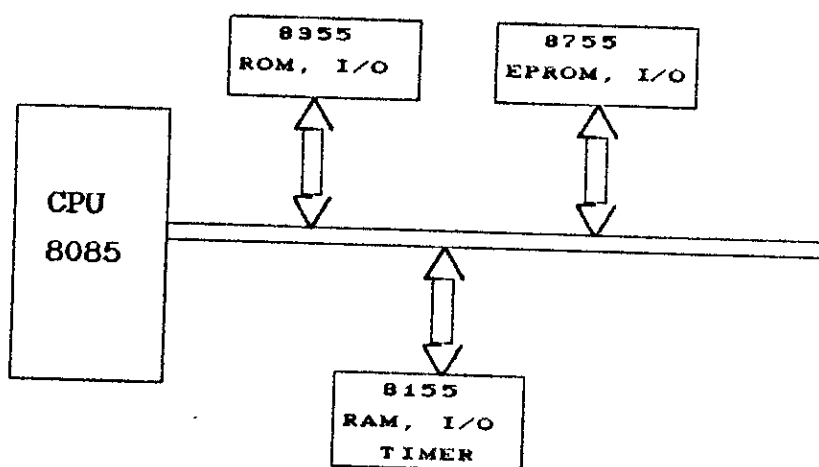 8355
ROM, I/O
8755
EPROM, I/O
CPU
8085
8155
RAM, I/O
TIMER